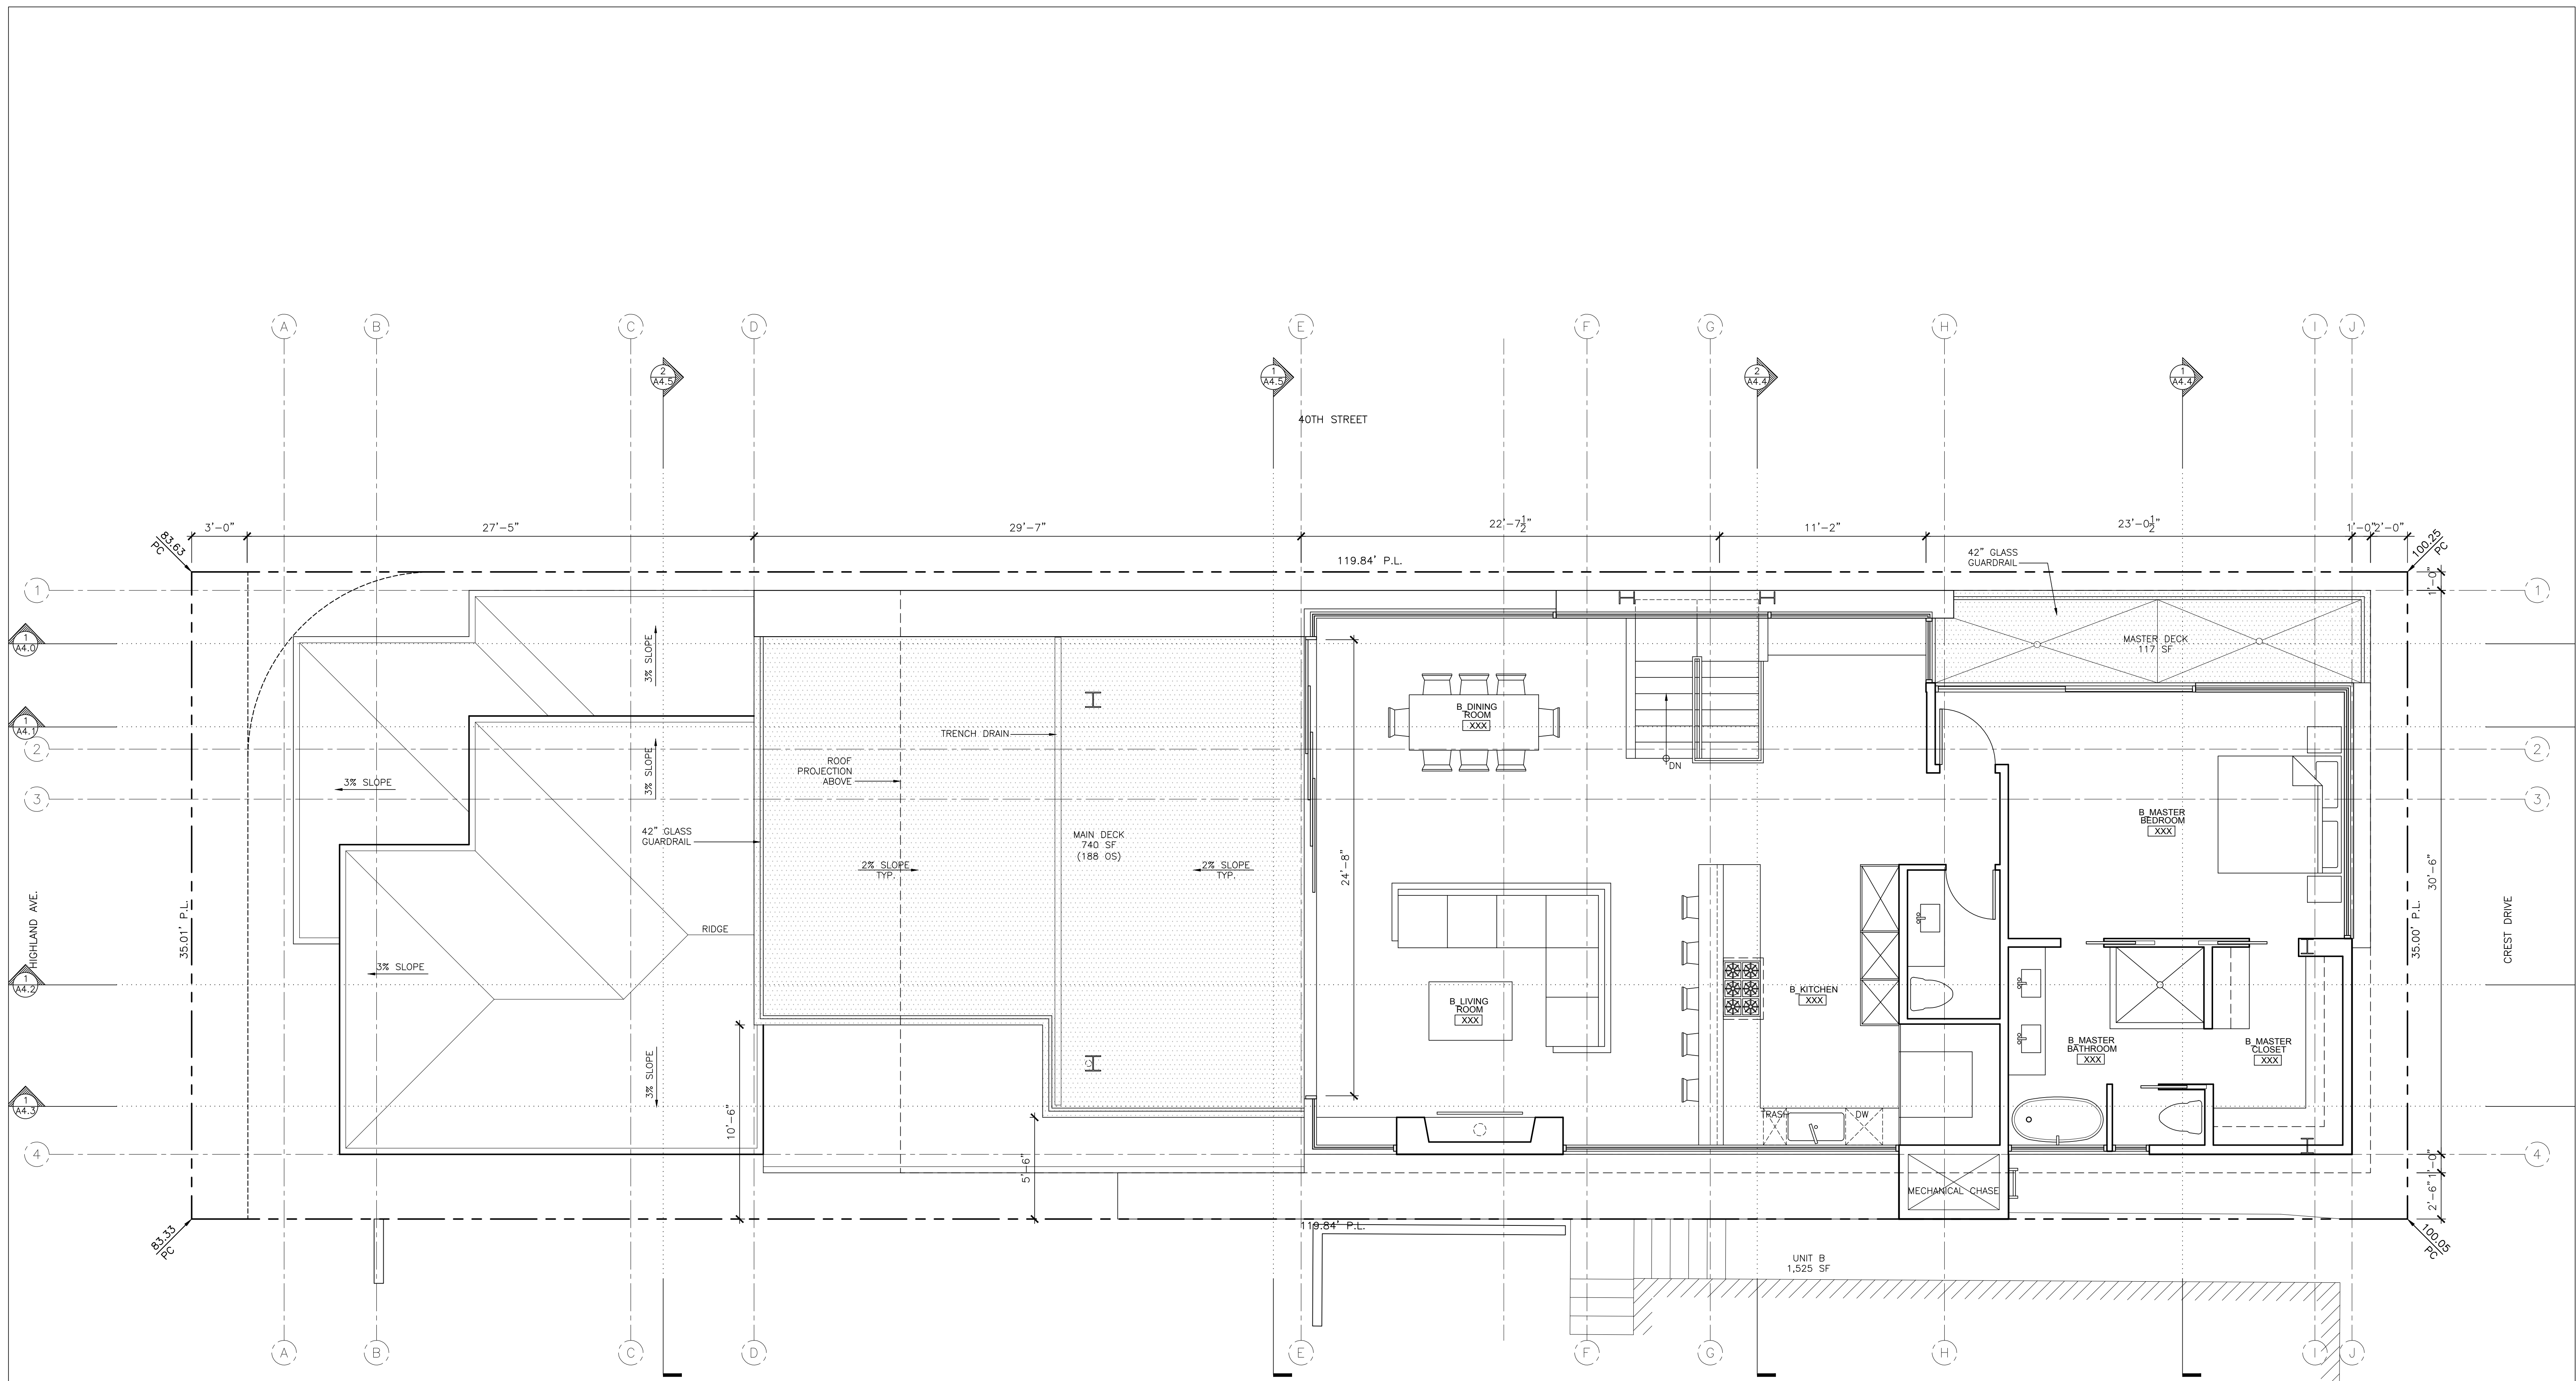 A B C D E F G H I J
2
A4.5
1
A4.5
2
A4.4
1
A4.4
40TH STREET
3'-0" 27'-5" 29'-7" 22'-7½" 11'-2" 23'-0½" 1'-0" 2'-0"
83.63
PC
119.84' P.L.
42" GLASS
GUARDRAIL
100.25
PC
1
1
1'-0"
1
A4.0
3% SLOPE
MASTER DECK
117 SF
1
A4.1
2
2
TRENCH DRAIN
B_DINING
ROOM
XXX
DN
ROOF
PROJECTION
ABOVE
3% SLOPE
3% SLOPE
3
3
42" GLASS
GUARDRAIL
MAIN DECK
740 SF
(188 OS)
2% SLOPE
TYP.
2% SLOPE
TYP.
24'-8"
B_MASTER
BEDROOM
XXX
30'-6"
HIGHLAND AVE.
35.01' P.L.
RIDGE
35.00' P.L.
CREST DRIVE
3% SLOPE
1
A4.2
B_LIVING
ROOM
XXX
B_KITCHEN
XXX
B_MASTER
BATHROOM
XXX
B_MASTER
CLOSET
XXX
3% SLOPE
1
A4.3
10'-6"
5'-6"
TRASH
DW
4
4
1'-0"
2'-6"
MECHANICAL CHASE
83.33
PC
119.84' P.L.
100.05
PC
UNIT B
1,525 SF
A B C D E F G H I J